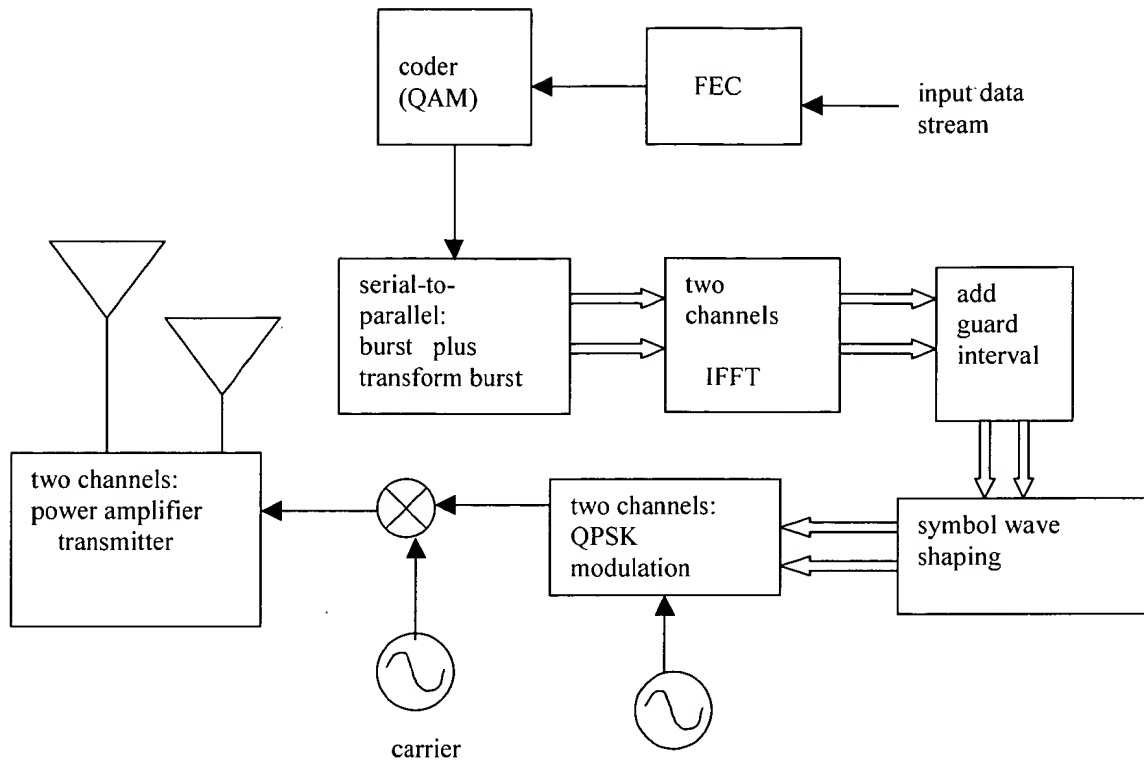 coder
(QAM)
FEC
input data
stream
serial-to-
parallel:
burst plus
transform burst
two
channels
IFFT
add
guard
interval
two channels:
power amplifier
transmitter
two channels:
QPSK
modulation
symbol wave
shaping
carrier